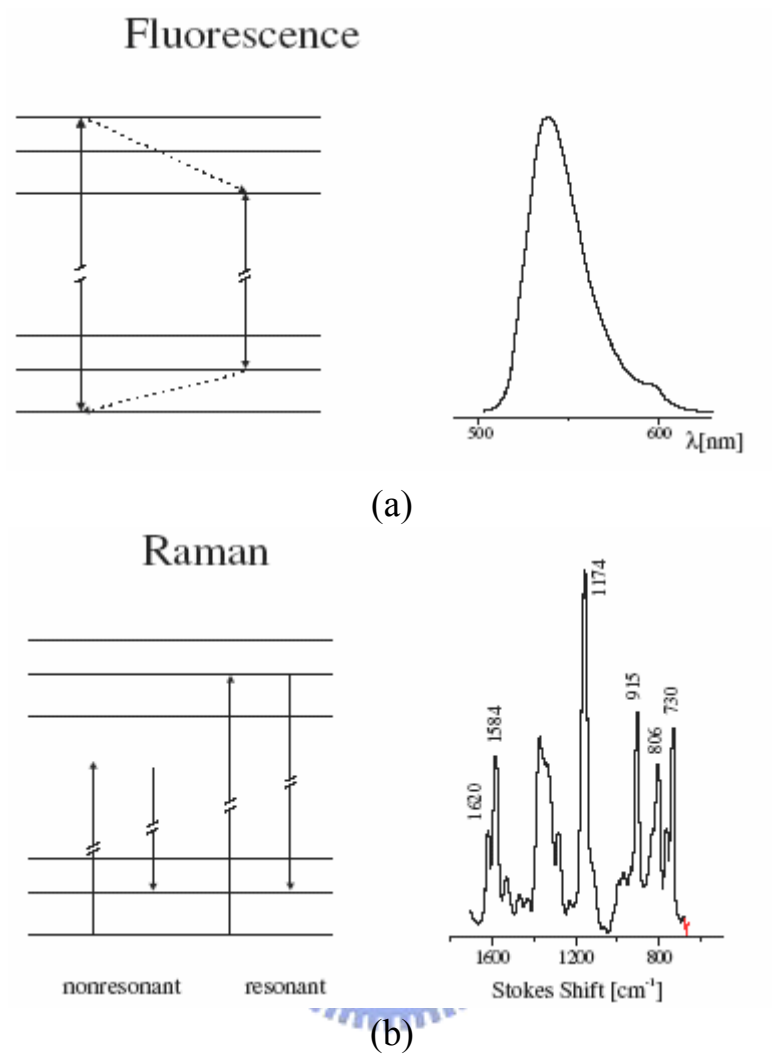 Fluorescence
500
600
λ[nm]
(a)
Raman
1620
1584
1174
915
806
730
1600
1200
800
nonresonant
resonant
Stokes Shift [cm⁻¹]
(b)